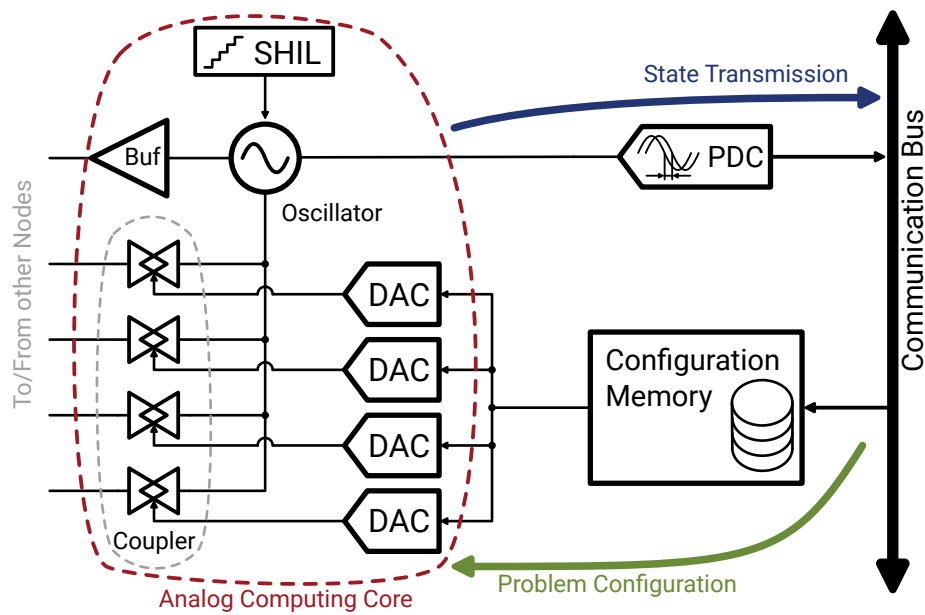 SHIL
State Transmission
Buf
PDC
Oscillator
To/From other Nodes
Communication Bus
DAC
DAC
DAC
DAC
Configuration
Memory
Coupler
Analog Computing Core
Problem Configuration